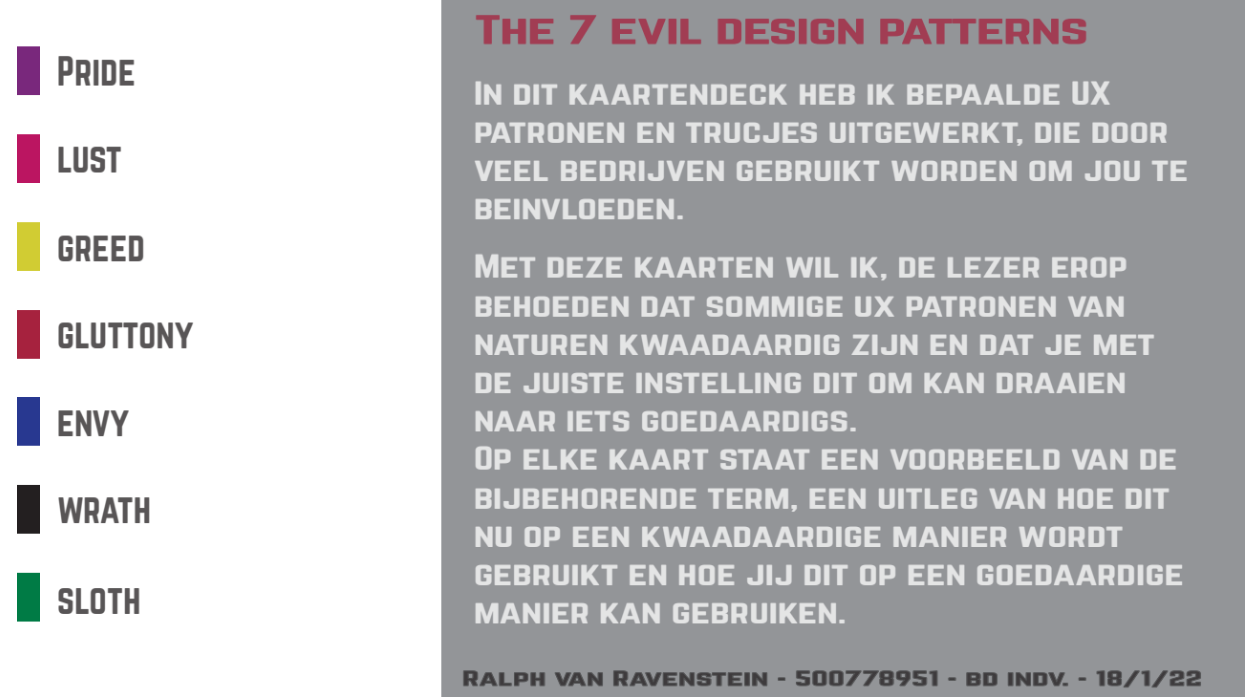 Pride
LUST
GREED
GLUTTONY
ENVY
WRATH
SLOTH
The 7 evil design patterns
In dit kaartendeck heb ik bepaalde UX
patronen en trucjes uitgewerkt, die door
veel bedrijven gebruikt worden om jou te
beinvloeden.
Met deze kaarten wil ik, de lezer erop
behoeden dat sommige ux patronen van
naturen kwaadaardig zijn en dat je met
de juiste instelling dit om kan draaien
naar iets goedaardigs.
Op elke kaart staat een voorbeeld van de
bijbehorende term, een uitleg van hoe dit
nu op een kwaadaardige manier wordt
gebruikt en hoe jij dit op een goedaardige
manier kan gebruiken.
Ralph van Ravenstein - 500778951 - bd indv. - 18/1/22